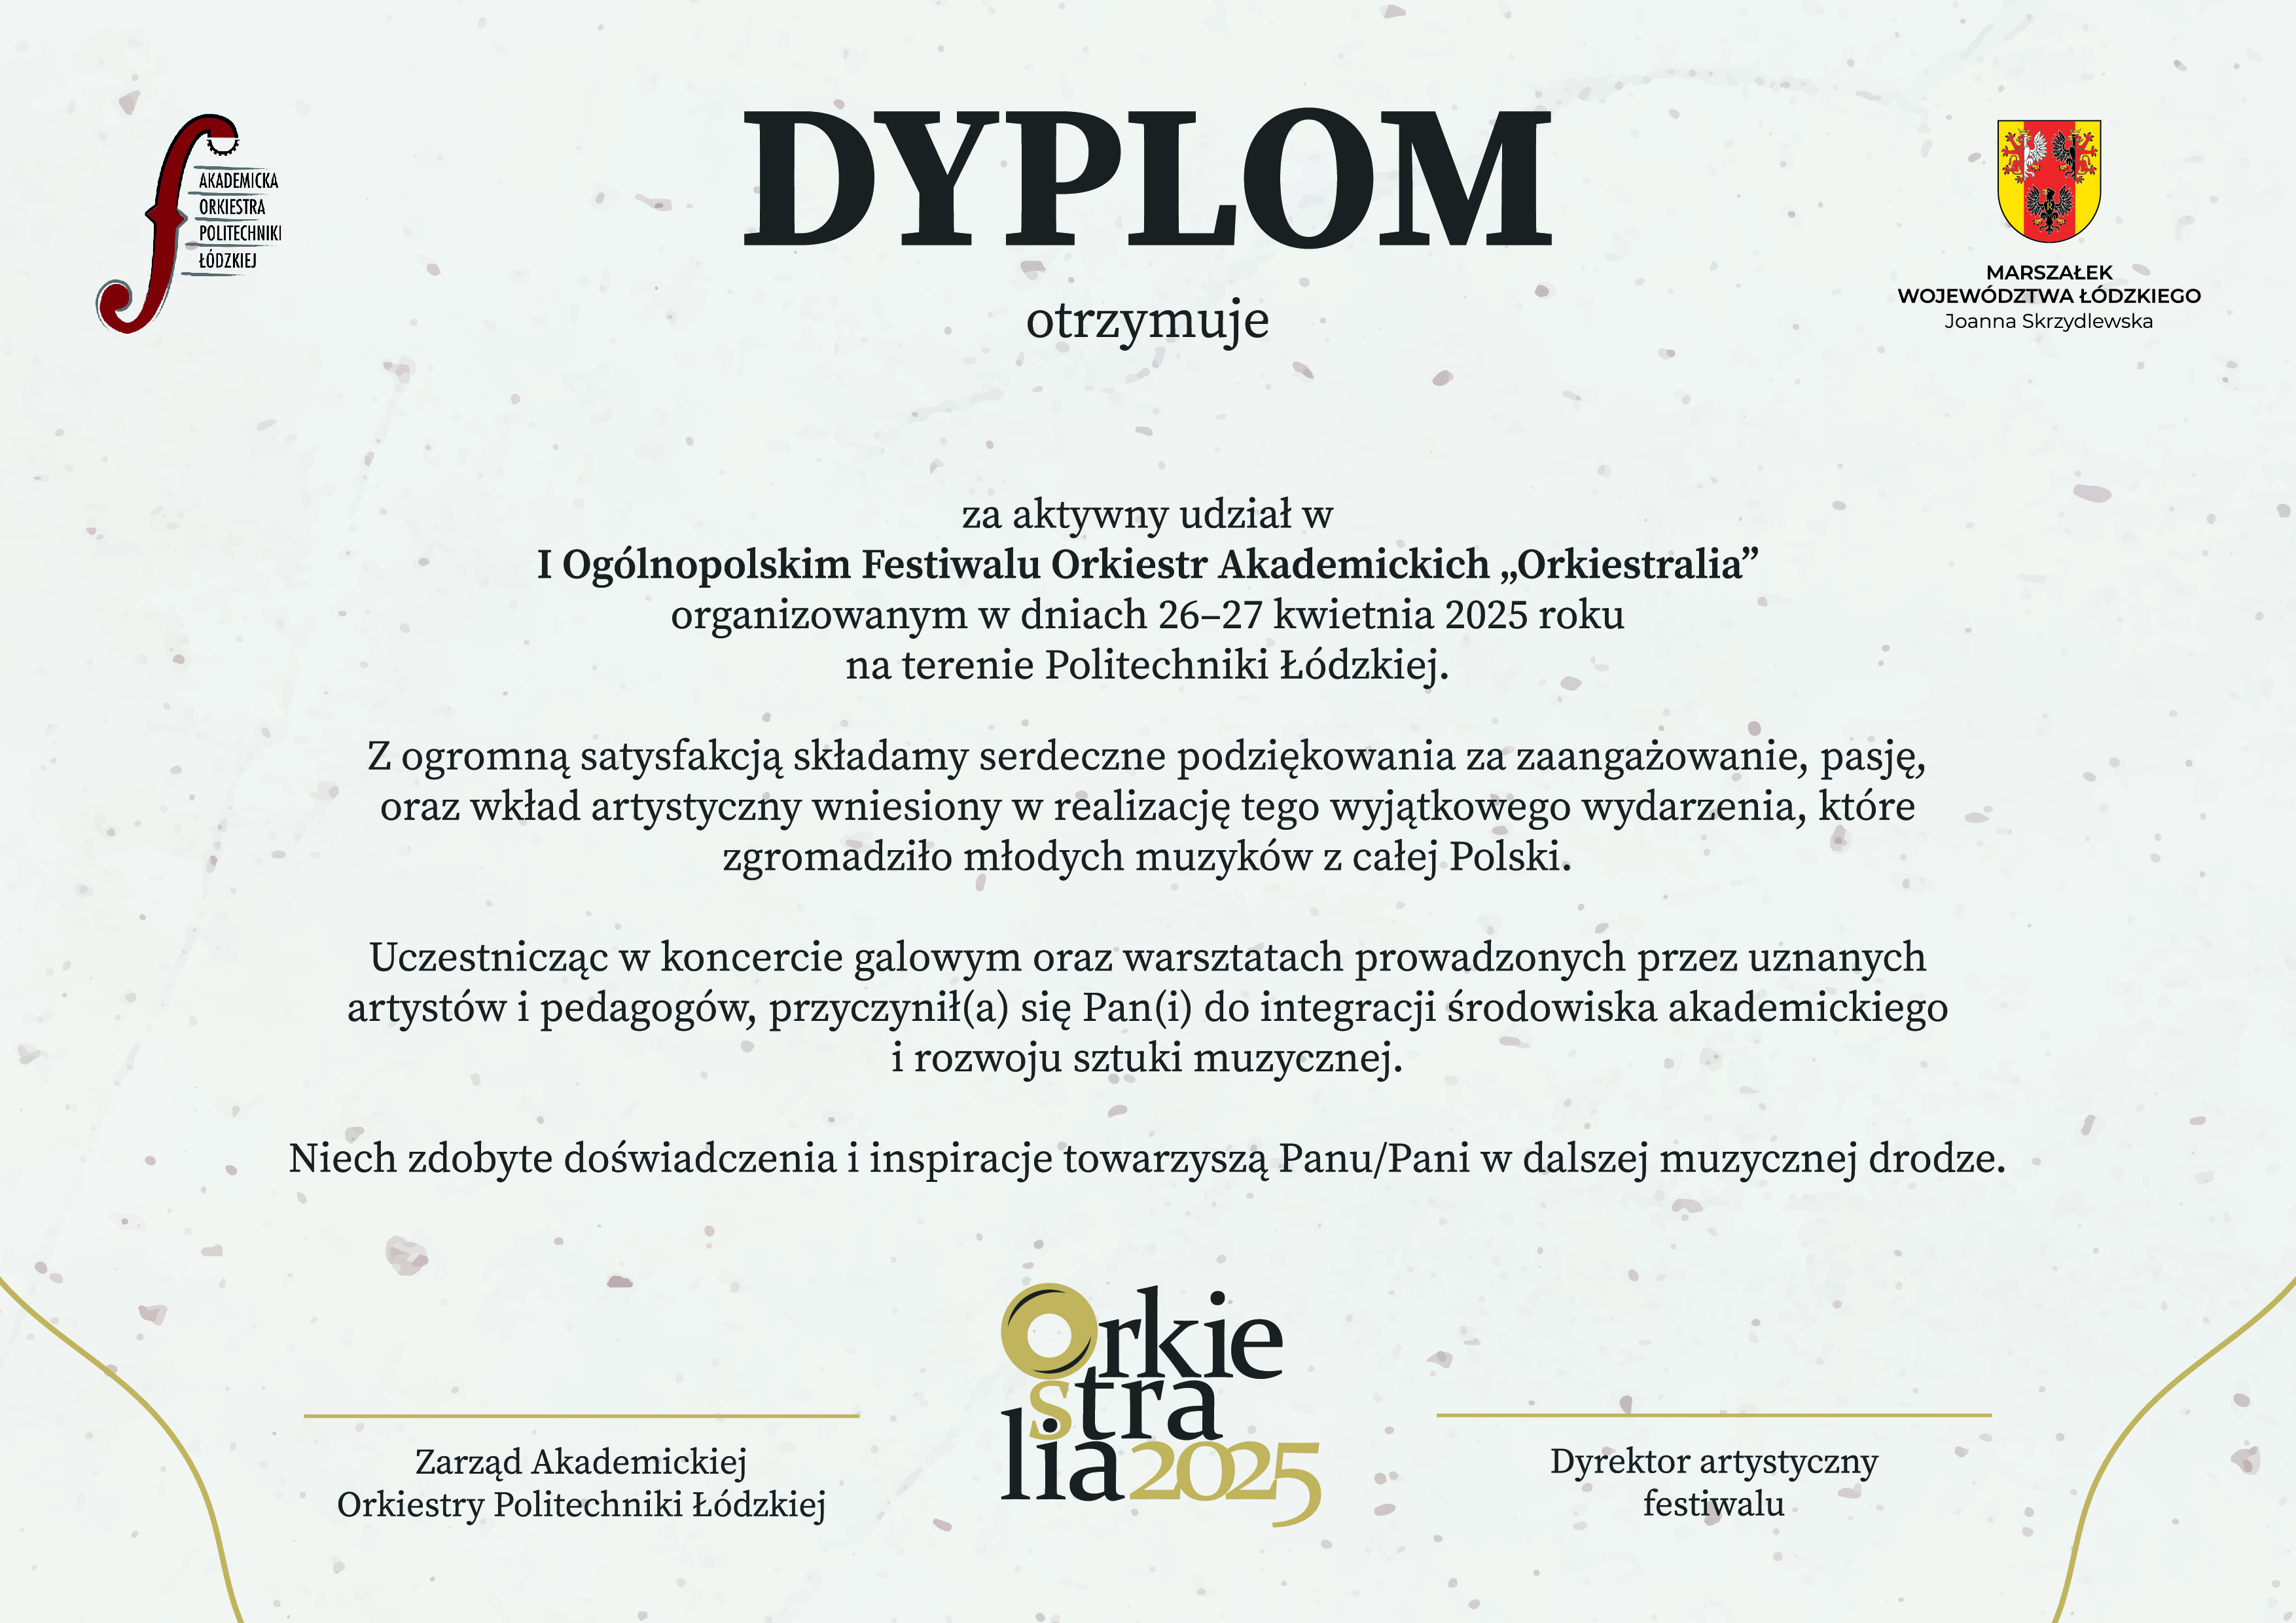 AKADEMICKA
ORKIESTRA
POLITECHNIKI
ŁÓDZKIEJ
DYPLOM
otrzymuje
MARSZAŁEK
WOJEWÓDZTWA ŁÓDZKIEGO
Joanna Skrzydlewska
za aktywny udział w
I Ogólnopolskim Festiwalu Orkiestr Akademickich „Orkiestralia”
organizowanym w dniach 26–27 kwietnia 2025 roku
na terenie Politechniki Łódzkiej.
Z ogromną satysfakcją składamy serdeczne podziękowania za zaangażowanie, pasję,
oraz wkład artystyczny wniesiony w realizację tego wyjątkowego wydarzenia, które
zgromadziło młodych muzyków z całej Polski.
Uczestnicząc w koncercie galowym oraz warsztatach prowadzonych przez uznanych
artystów i pedagogów, przyczynił(a) się Pan(i) do integracji środowiska akademickiego
i rozwoju sztuki muzycznej.
Niech zdobyte doświadczenia i inspiracje towarzyszą Panu/Pani w dalszej muzycznej drodze.
Orkie
stra
lia 2025
Zarząd Akademickiej
Orkiestry Politechniki Łódzkiej
Dyrektor artystyczny
festiwalu